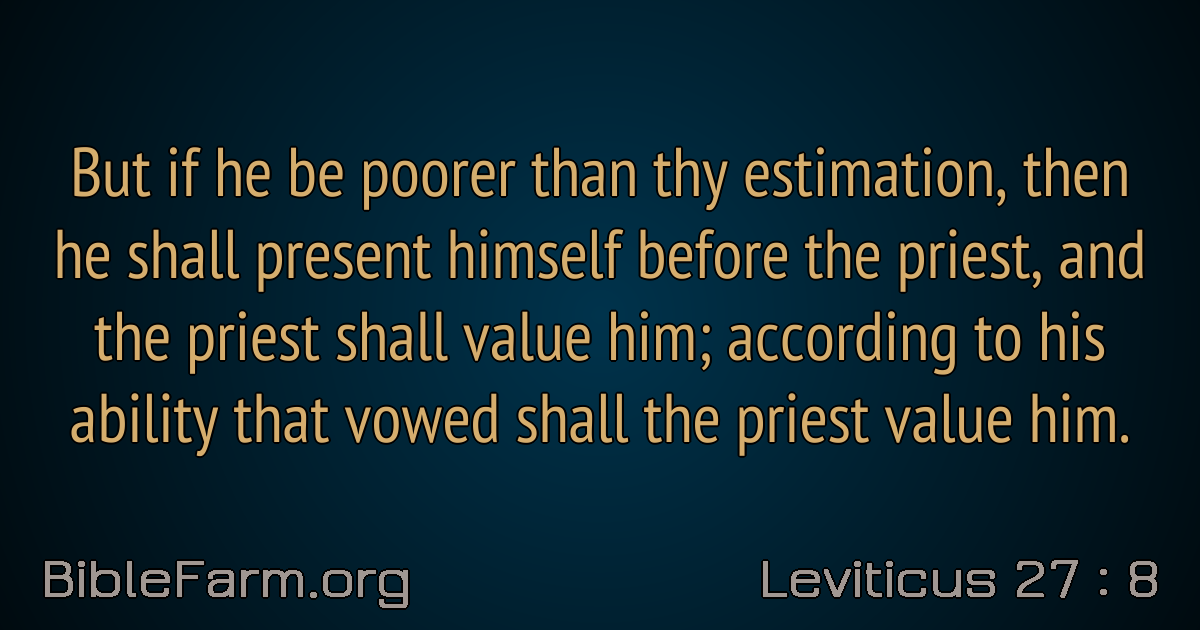 But if he be poorer than thy estimation, then
he shall present himself before the priest, and
the priest shall value him; according to his
ability that vowed shall the priest value him.
BibleFarm.org
Leviticus 27 : 8